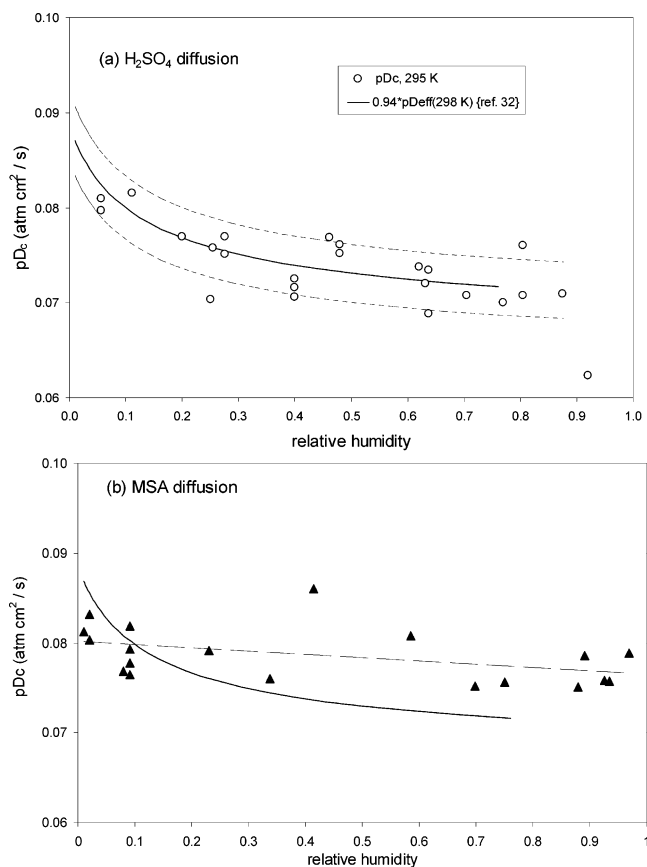 0.10
(a) H₂SO₄ diffusion
pDc, 295 K
0.94*pDeff(298 K) {ref. 32}
0.09
0.08
0.07
0.06
pD꜀ (atm cm² / s)
0.0 0.1 0.2 0.3 0.4 0.5 0.6 0.7 0.8 0.9 1.0
relative humidity
0.10
(b) MSA diffusion
0.09
0.08
0.07
0.06
pDc (atm cm² / s)
0 0.1 0.2 0.3 0.4 0.5 0.6 0.7 0.8 0.9 1
relative humidity